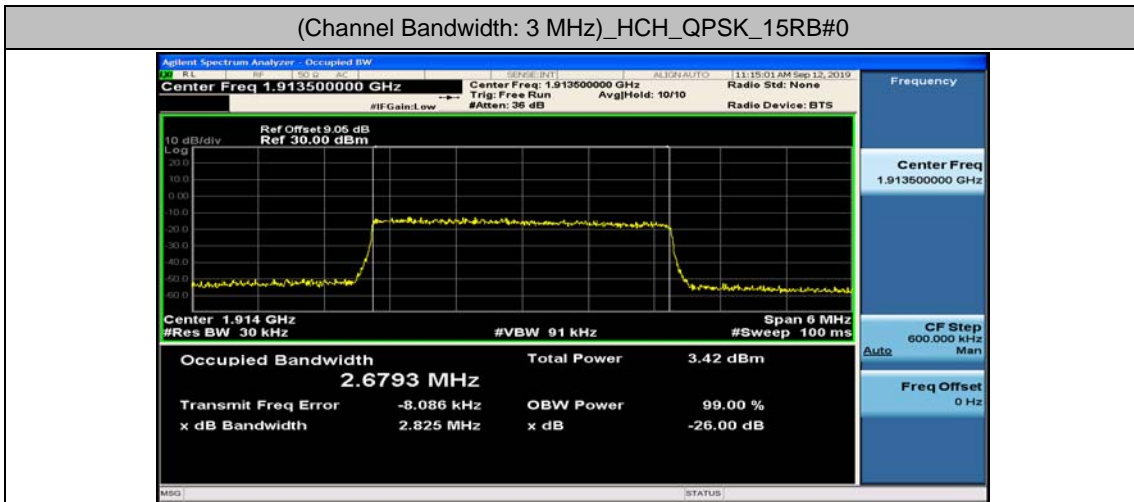 (Channel Bandwidth: 3 MHz)_HCH_QPSK_15RB#0
Agilent Spectrum Analyzer - Occupied BW
LXI RL RF 50 Ω AC SENSE:INT ALIGN AUTO 11:15:01 AM Sep 12, 2019
Center Freq 1.913500000 GHz
Center Freq: 1.913500000 GHz
Radio Std: None
Trig: Free Run Avg|Hold: 10/10
#IFGain:Low #Atten: 36 dB Radio Device: BTS
Ref Offset 9.05 dB
10 dB/div Ref 30.00 dBm
Log
20.0
10.0
0.00
-10.0
-20.0
-30.0
-40.0
-50.0
-60.0
Center 1.914 GHz Span 6 MHz
#Res BW 30 kHz #VBW 91 kHz #Sweep 100 ms
Occupied Bandwidth Total Power 3.42 dBm
2.6793 MHz
Transmit Freq Error -8.086 kHz OBW Power 99.00 %
x dB Bandwidth 2.825 MHz x dB -26.00 dB
MSG STATUS
Frequency
Center Freq
1.913500000 GHz
CF Step
600.000 kHz
Auto Man
Freq Offset
0 Hz